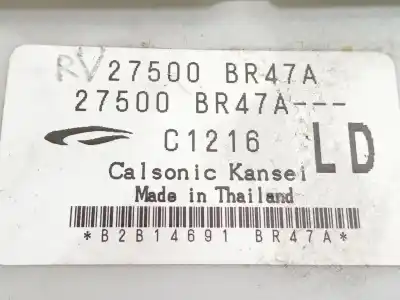 RV 27500 BR47A
27500 BR47A---
C1216 LD
Calsonic Kansei
Made in Thailand
*B2B14691 BR47A*